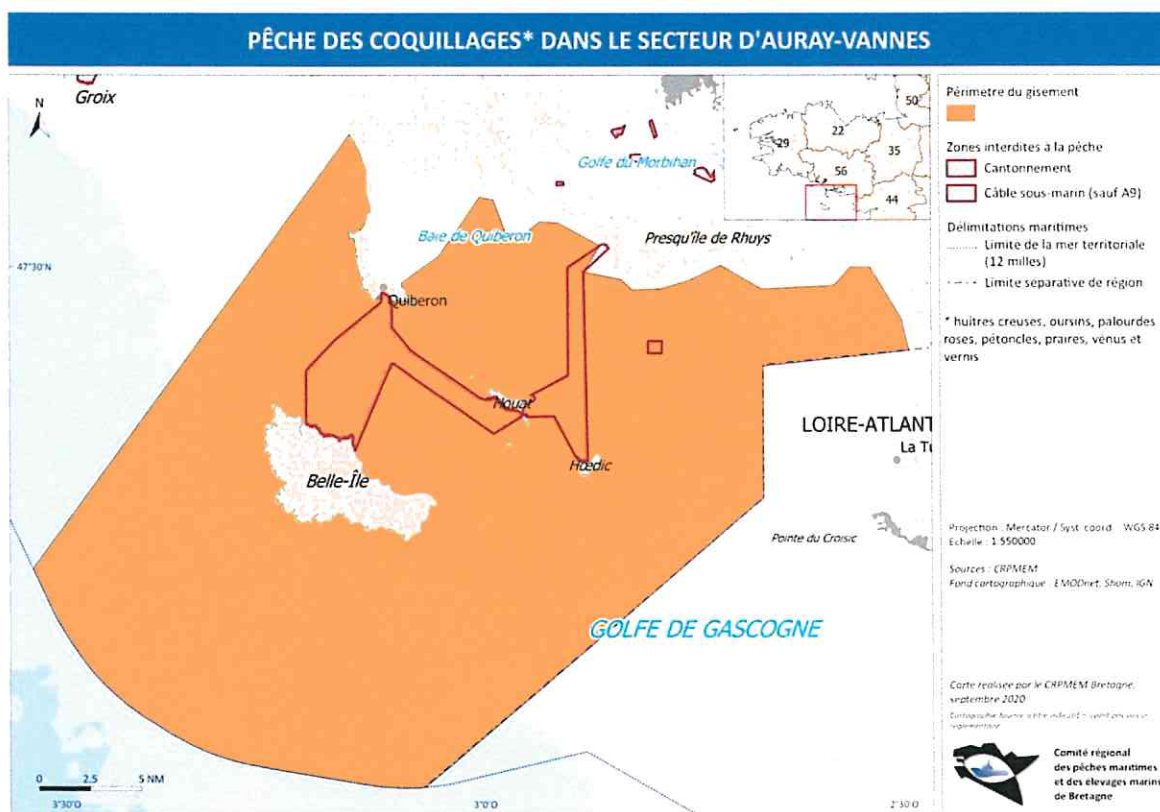 PÊCHE DES COQUILLAGES* DANS LE SECTEUR D'AURAY-VANNES
Groix
N
Golfe du Morbihan
Baie de Quiberon
Presqu'île de Rhuys
47°30'N
Quiberon
Houat
Hœdic
Belle-Île
LOIRE-ATLANT
La Tu
Pointe du Croisic
GOLFE DE GASCOGNE
0 2.5 5 NM
3°30'O
3°0'O
2°30'O
50
22
29
35
56
44
Périmetre du gisement
Zones interdites à la pêche
Cantonnement
Câble sous-marin (sauf A9)
Délimitations maritimes
Limite de la mer territoriale
(12 milles)
Limite séparative de région
* huîtres creuses, oursins, palourdes
roses, pétoncles, praires, vénus et
vernis
Projection : Mercator / Syst. coord. WGS 84
Echelle : 1:550000
Sources : CRPMEM
Fond cartographique : EMODnet, Shom, IGN
Carte réalisée par le CRPMEM Bretagne,
septembre 2020
Comité régional
des pêches maritimes
et des élevages marins
de Bretagne